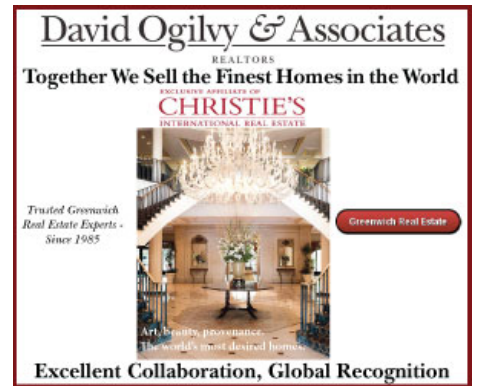 David Ogilvy & Associates
REALTORS
Together We Sell the Finest Homes in the World
EXCLUSIVE AFFILIATE OF
CHRISTIE'S
INTERNATIONAL REAL ESTATE
Trusted Greenwich
Real Estate Experts -
Since 1985
Greenwich Real Estate
Art, beauty, provenance.
The world's most desired homes.
Excellent Collaboration, Global Recognition